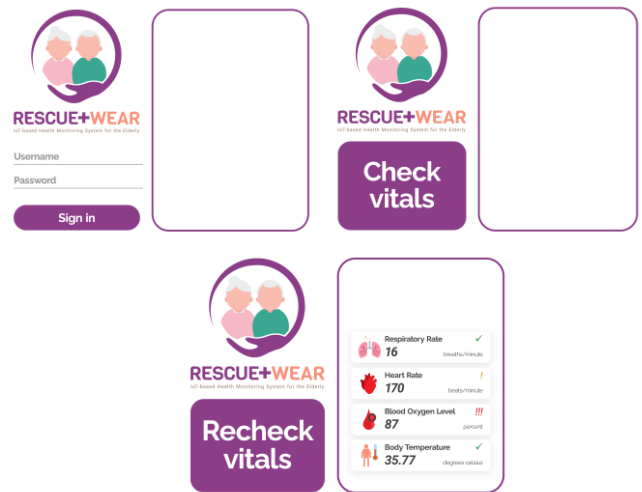 RESCUE+WEAR
IoT-based Health Monitoring System for the Elderly
Username
Password
Sign in
RESCUE+WEAR
IoT-based Health Monitoring System for the Elderly
Check
vitals
RESCUE+WEAR
IoT-based Health Monitoring System for the Elderly
Recheck
vitals
Respiratory Rate ✓
16 breaths/minute
Heart Rate !
170 beats/minute
Blood Oxygen Level !!!
87 percent
Body Temperature ✓
35.77 degrees celsius